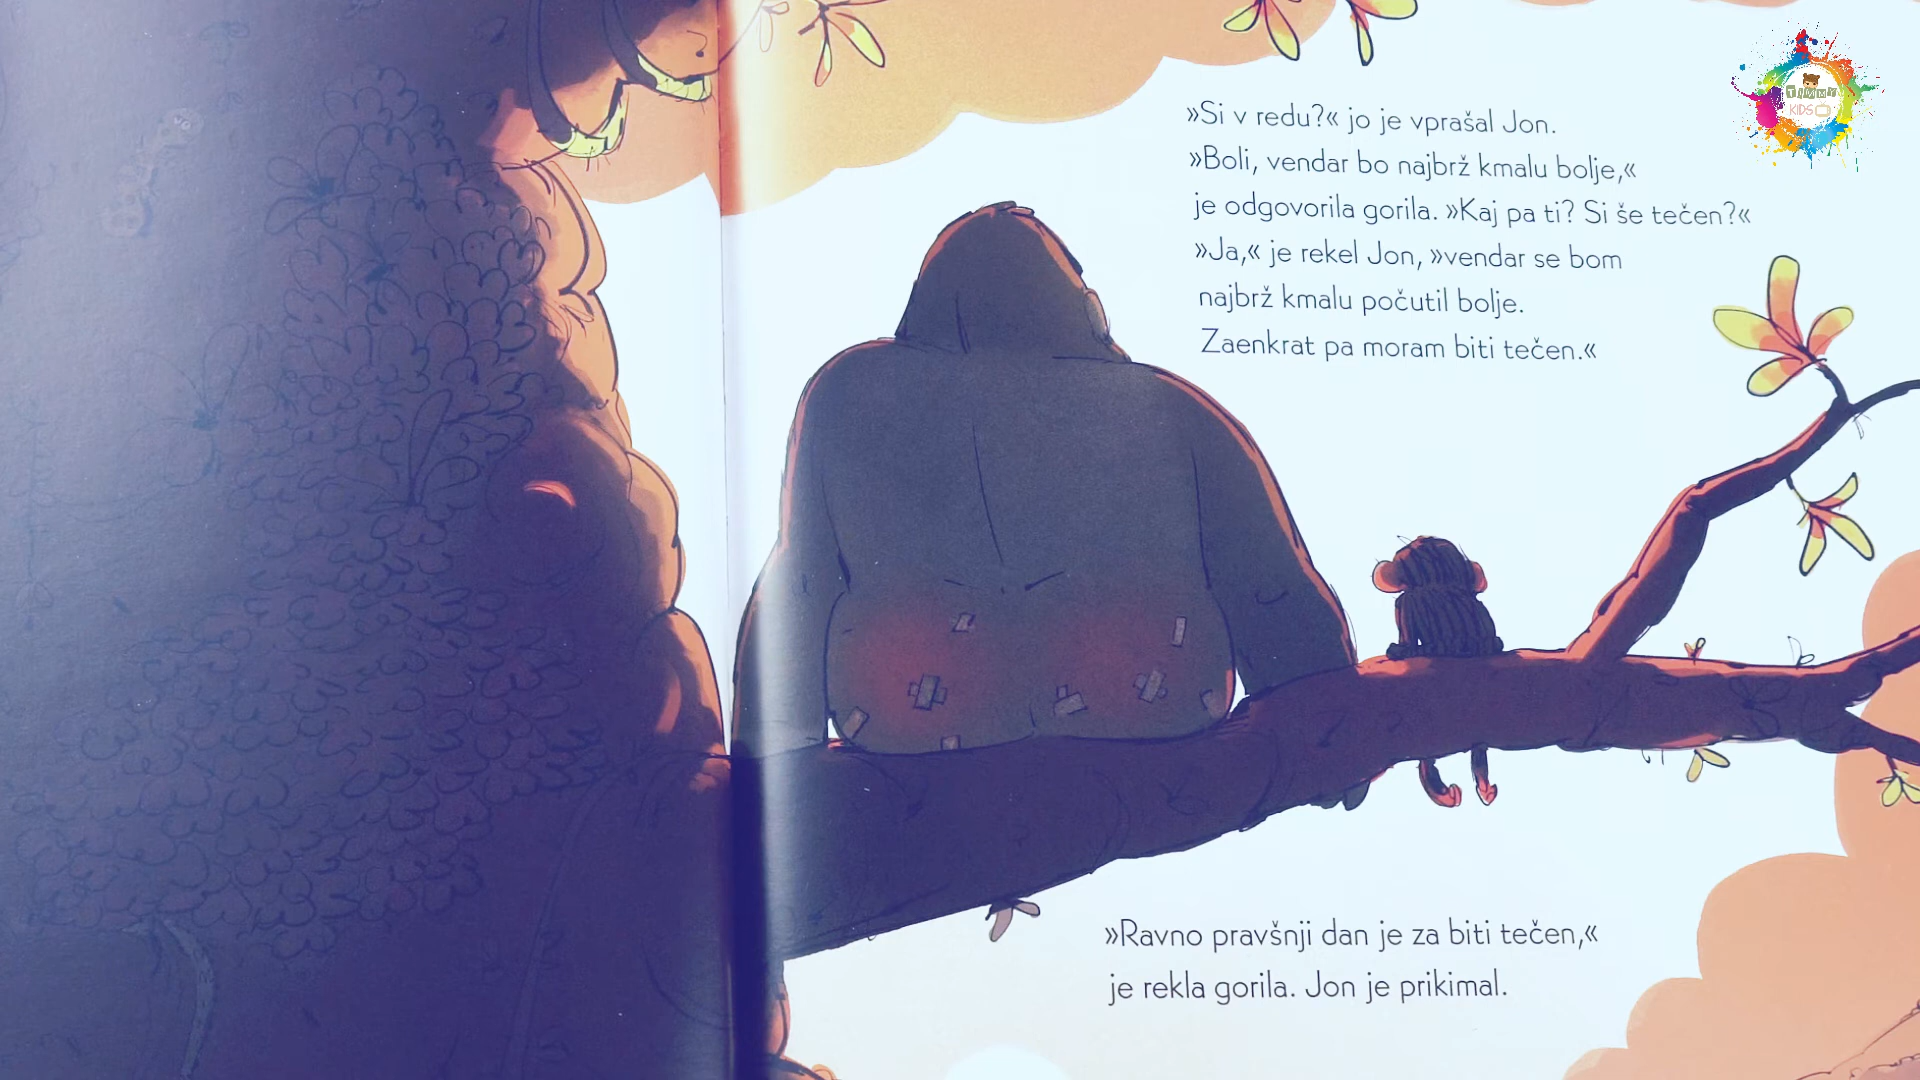 »Si v redu?« jo je vprašal Jon.
»Boli, vendar bo najbrž kmalu bolje,«
je odgovorila gorila. »Kaj pa ti? Si še tečen?«
»Ja,« je rekel Jon, »vendar se bom
najbrž kmalu počutil bolje.
Zaenkrat pa moram biti tečen.«
»Ravno pravšnji dan je za biti tečen,«
je rekla gorila. Jon je prikimal.
TIMMY
KIDS